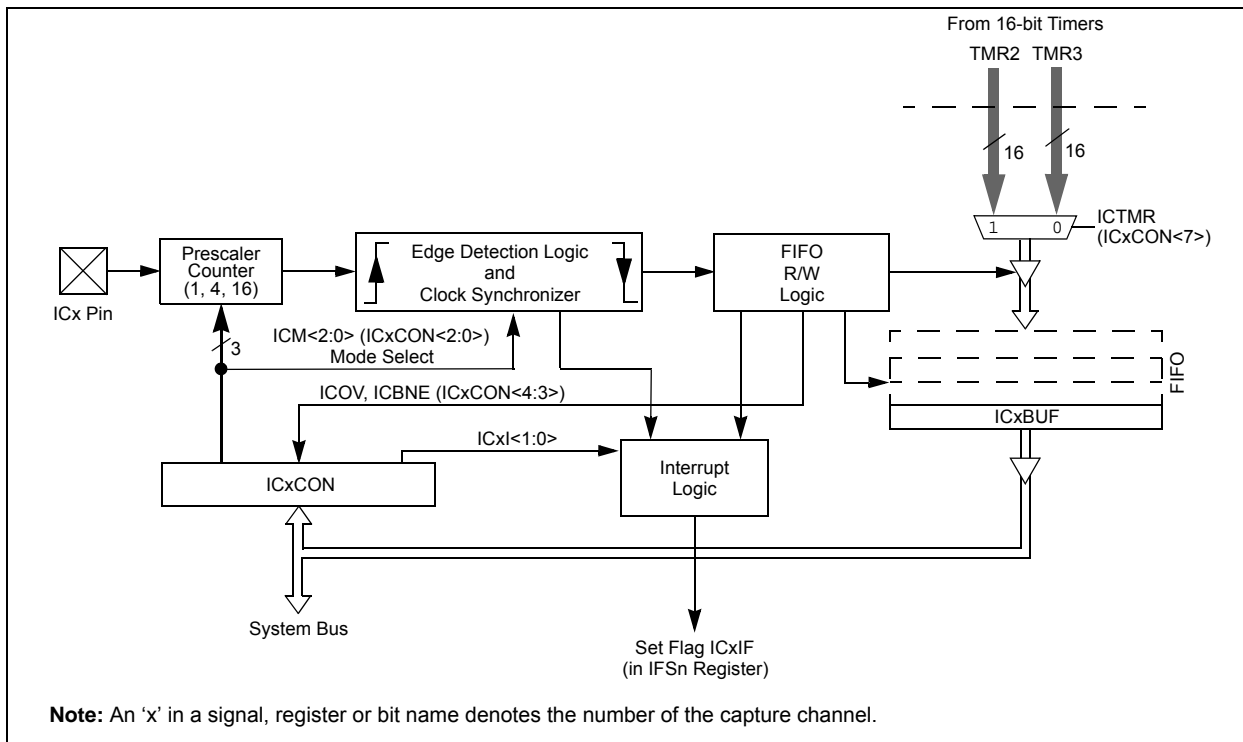 From 16-bit Timers
TMR2 TMR3
16 16
1 0
ICTMR
(ICxCON<7>)
ICx Pin
Prescaler
Counter
(1, 4, 16)
Edge Detection Logic
and
Clock Synchronizer
FIFO
R/W
Logic
3
ICM<2:0> (ICxCON<2:0>)
Mode Select
FIFO
ICOV, ICBNE (ICxCON<4:3>)
ICxBUF
ICxI<1:0>
ICxCON
Interrupt
Logic
System Bus
Set Flag ICxIF
(in IFSn Register)
Note: An ‘x’ in a signal, register or bit name denotes the number of the capture channel.